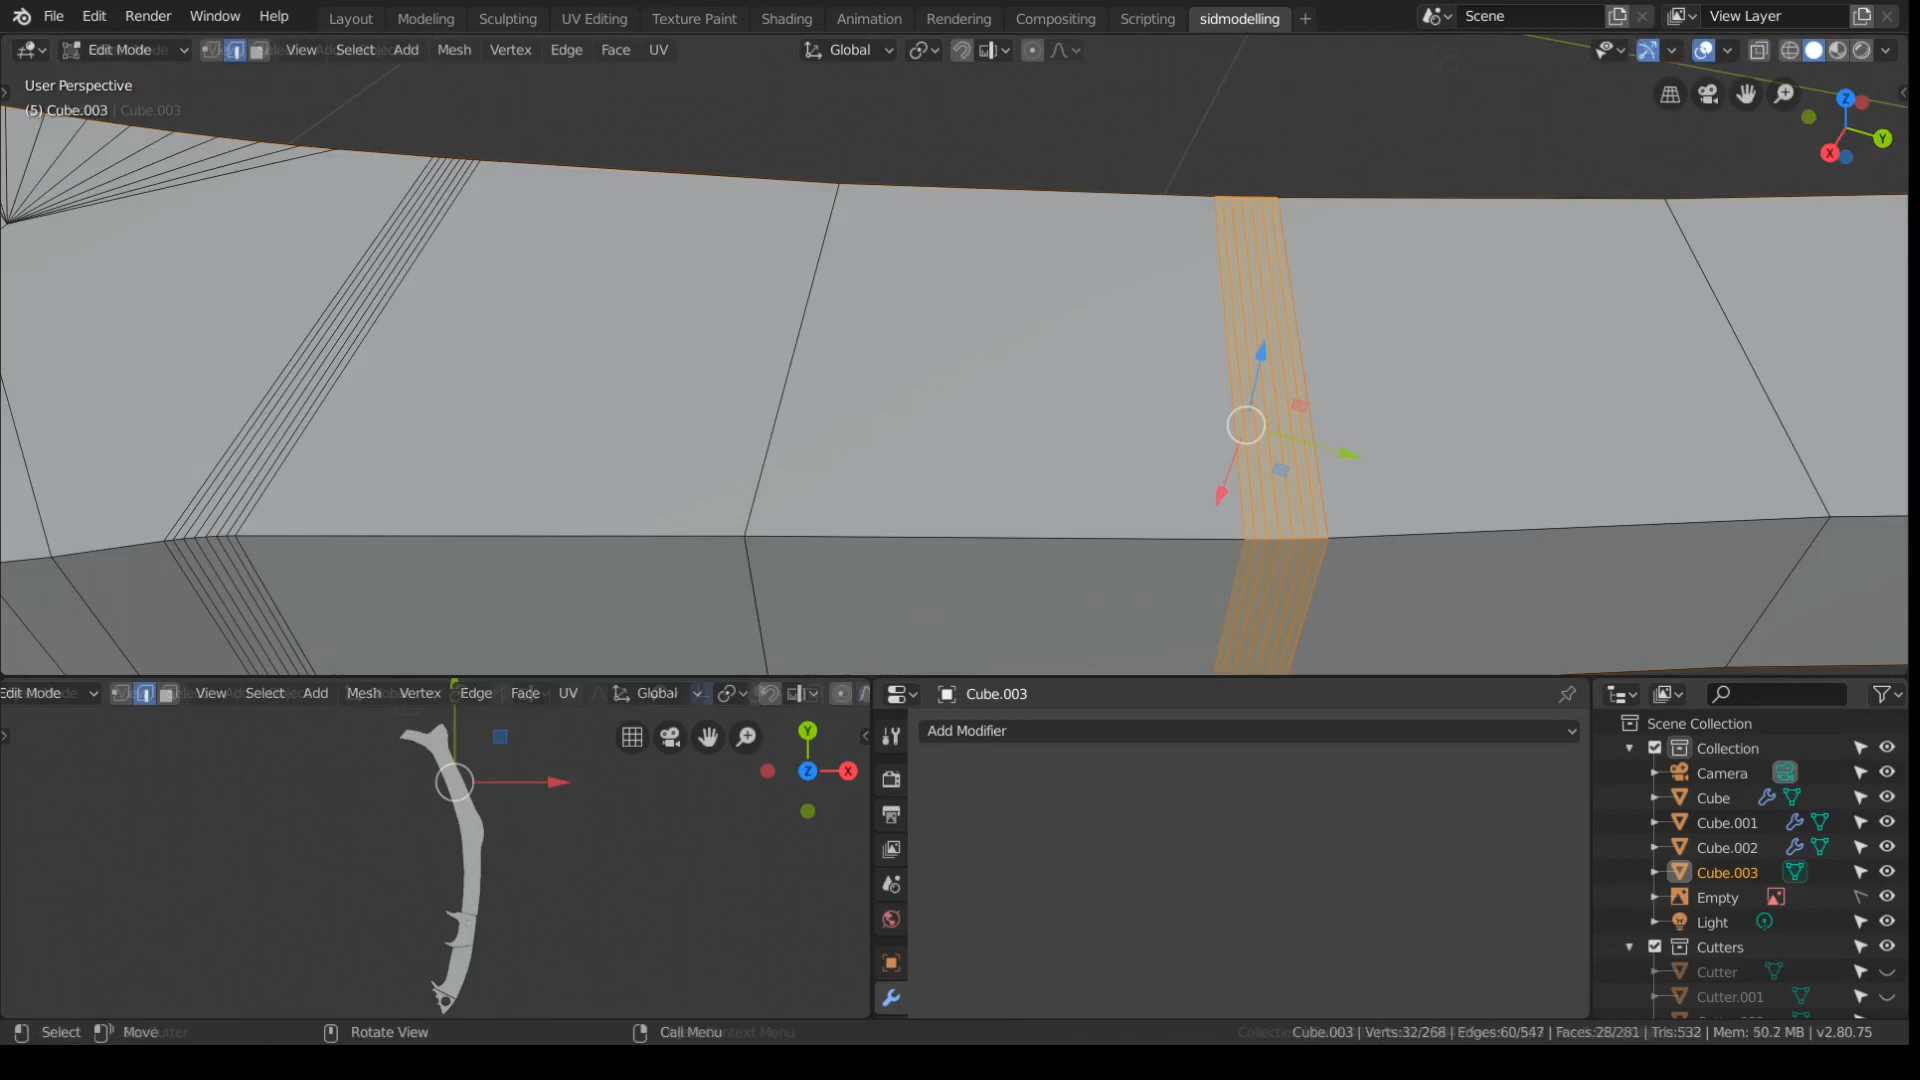 File Edit Render Window Help Layout Modeling Sculpting UV Editing Texture Paint Shading Animation Rendering Compositing Scripting sidmodelling + Scene View Layer
Edit Mode View Select Add Mesh Vertex Edge Face UV Global
User Perspective
(5) Cube.003 | Cube.003
Z
Y
X
Edit Mode View Select Add Mesh Vertex Edge Face UV Global
Y
Z X
Cube.003
Add Modifier
Scene Collection
Collection
Camera
Cube
Cube.001
Cube.002
Cube.003
Empty
Light
Cutters
Cutter
Cutter.001
Select Move Rotate View Call Menu Cube.003 | Verts:32/268 | Edges:60/547 | Faces:28/281 | Tris:532 | Mem: 50.2 MB | v2.80.75